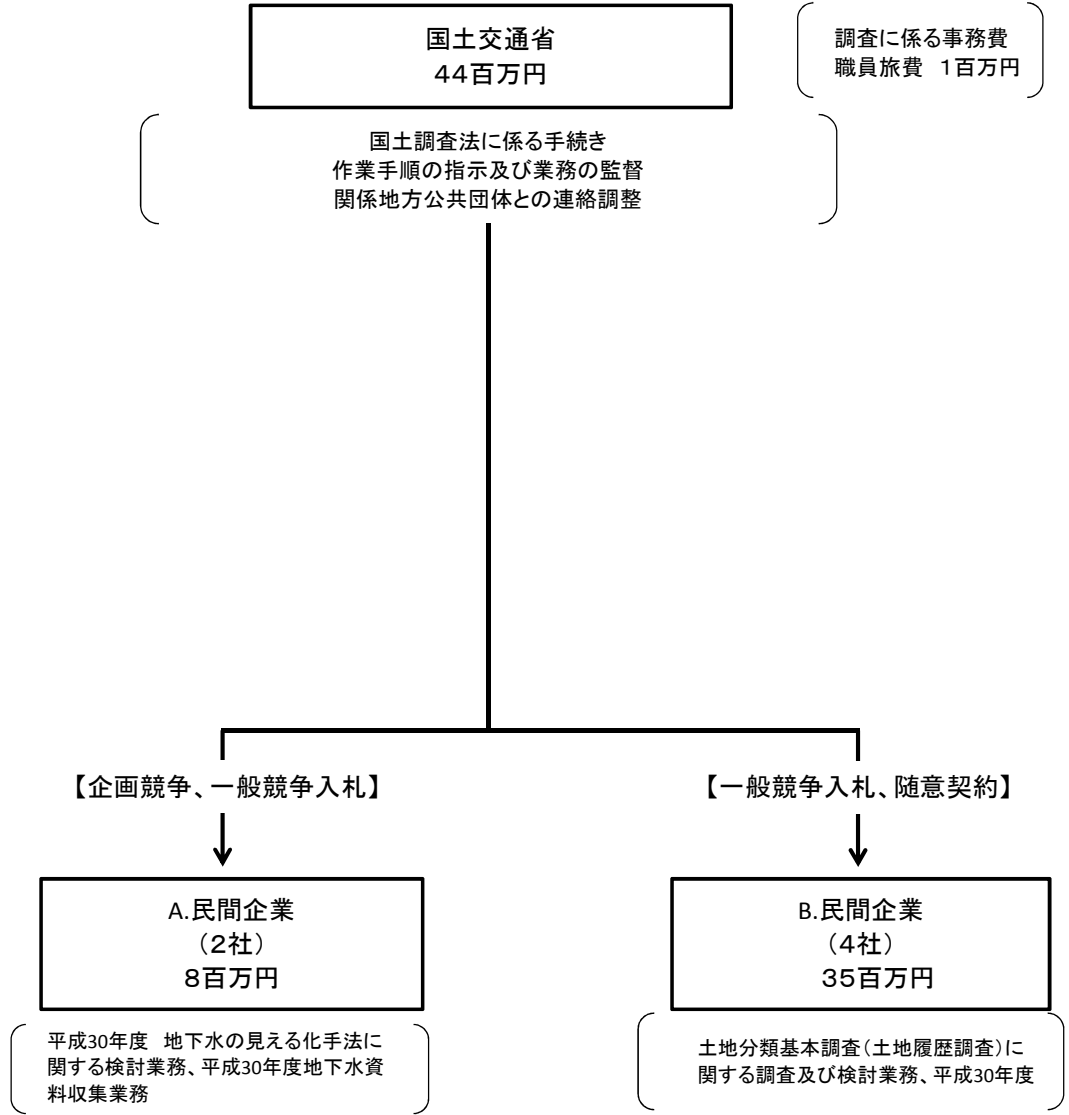 国土交通省
44百万円
調査に係る事務費
職員旅費　1百万円
国土調査法に係る手続き
作業手順の指示及び業務の監督
関係地方公共団体との連絡調整
【企画競争、一般競争入札】
【一般競争入札、随意契約】
A.民間企業
（2社）
8百万円
B.民間企業
（4社）
35百万円
平成30年度　地下水の見える化手法に
関する検討業務、平成30年度地下水資
料収集業務
土地分類基本調査（土地履歴調査）に
関する調査及び検討業務、平成30年度